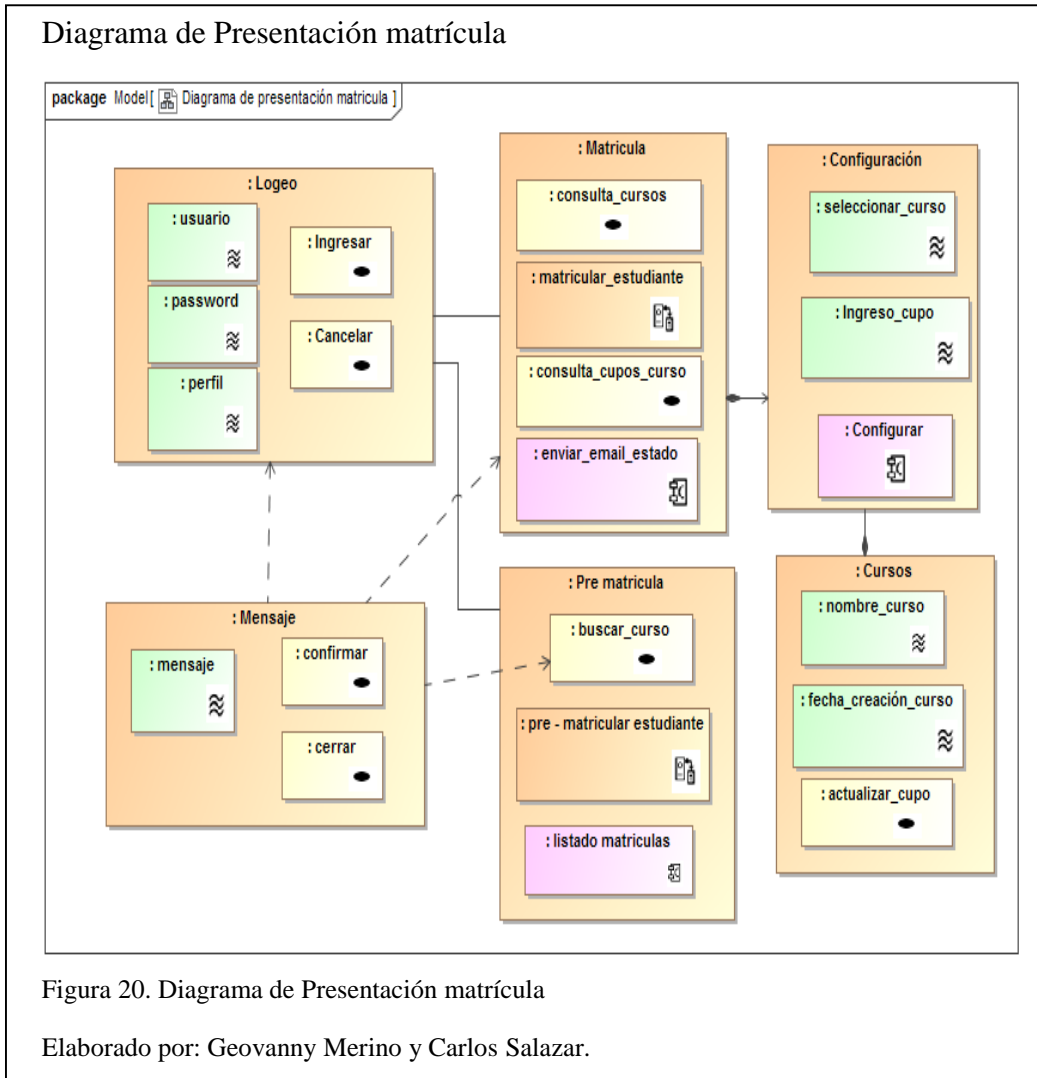 Diagrama de Presentación matrícula
package Model[ Diagrama de presentación matricula ]
: Logeo
: usuario
: password
: perfil
: Ingresar
: Cancelar
: Matricula
: consulta_cursos
: matricular_estudiante
: consulta_cupos_curso
: enviar_email_estado
: Configuración
: seleccionar_curso
: Ingreso_cupo
: Configurar
: Mensaje
: mensaje
: confirmar
: cerrar
: Pre matricula
: buscar_curso
: pre - matricular estudiante
: listado matriculas
: Cursos
: nombre_curso
: fecha_creación_curso
: actualizar_cupo
Figura 20. Diagrama de Presentación matrícula
Elaborado por: Geovanny Merino y Carlos Salazar.